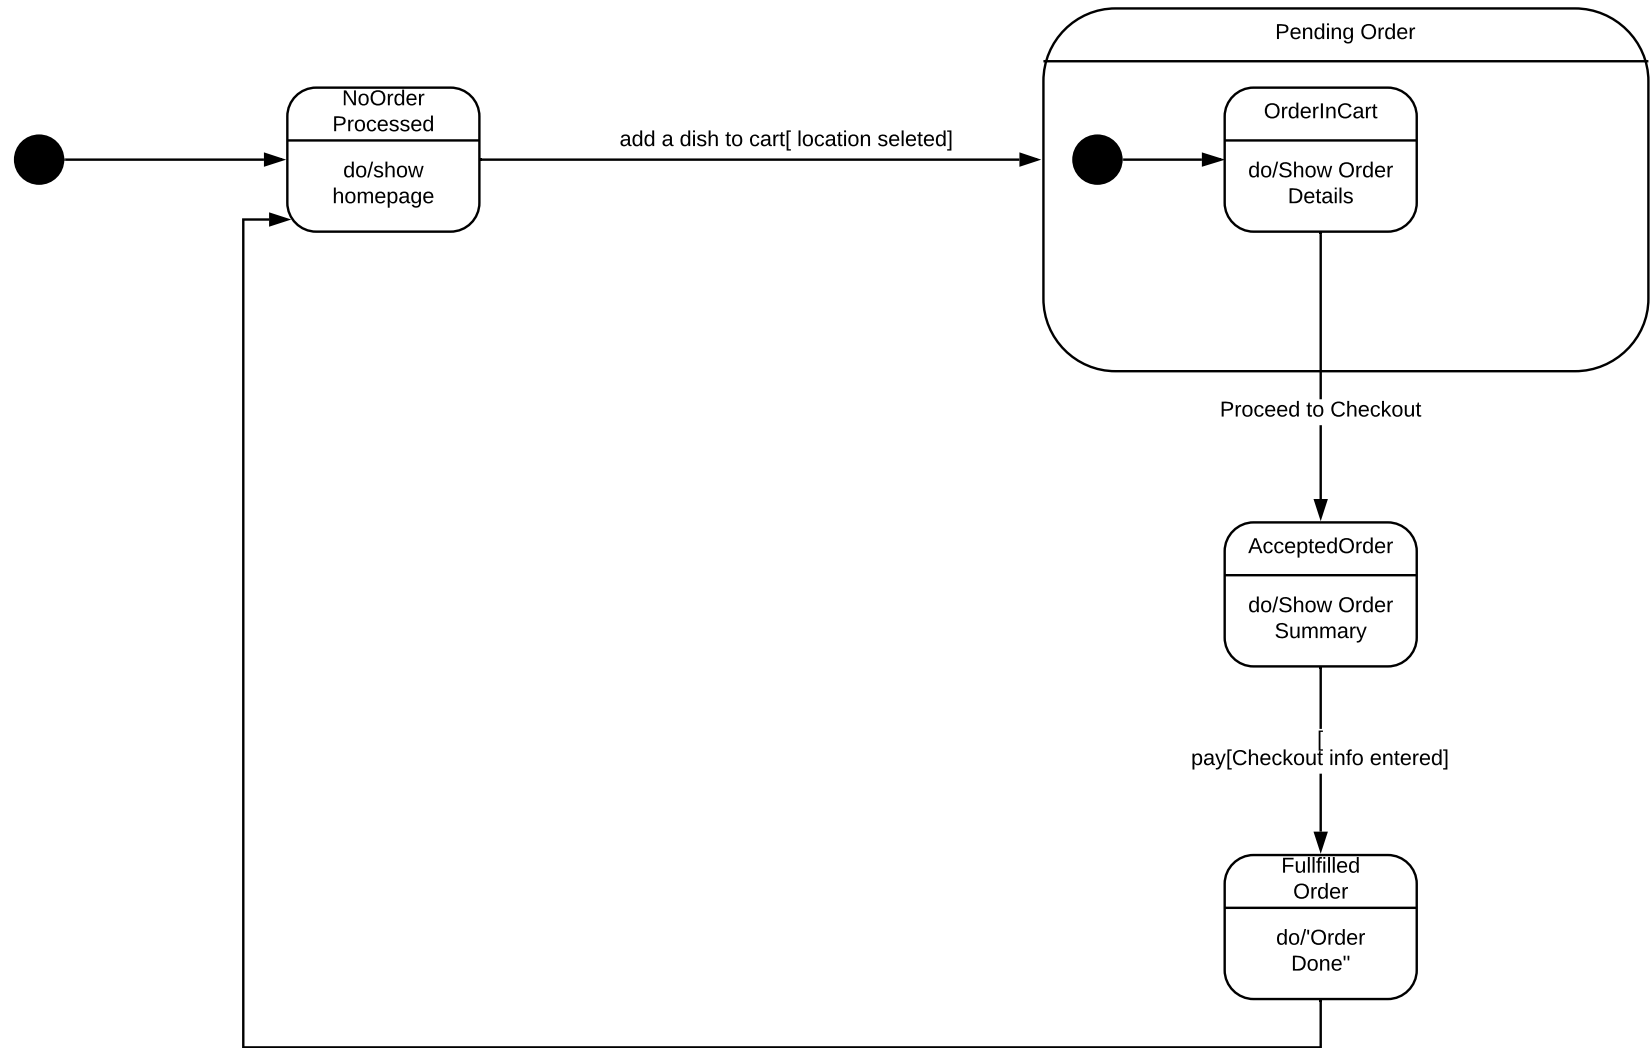 Pending Order
NoOrder
Processed
do/show
homepage
add a dish to cart[ location seleted]
OrderInCart
do/Show Order
Details
Proceed to Checkout
AcceptedOrder
do/Show Order
Summary
[
pay[Checkout info entered]
Fullfilled
Order
do/'Order
Done"